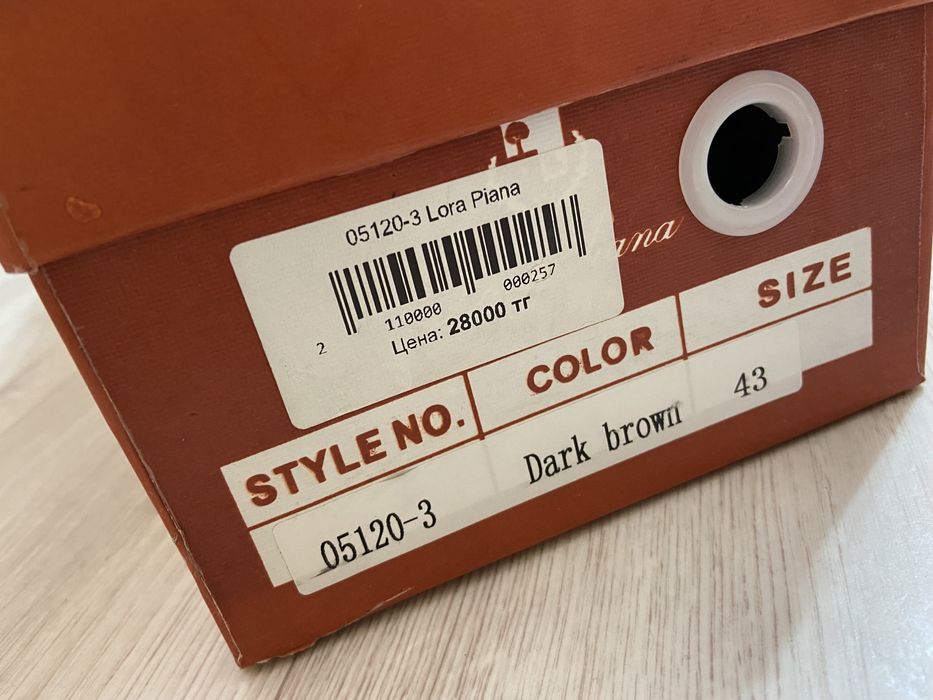 05120-3 Lora Piana
2 110000 000257
Цена: 28000 тг
ana
STYLE NO. COLOR SIZE
05120-3 Dark brown 43